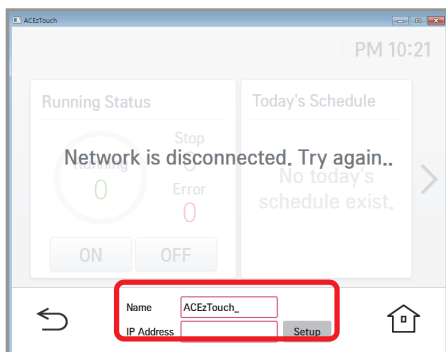 ACEzTouch
PM 10:21
Running Status
Today's Schedule
Stop
0
Network is disconnected. Try again..
Running
0
Error
0
No today's
schedule exist.
ON
OFF
Name
ACEzTouch_
IP Address
Setup